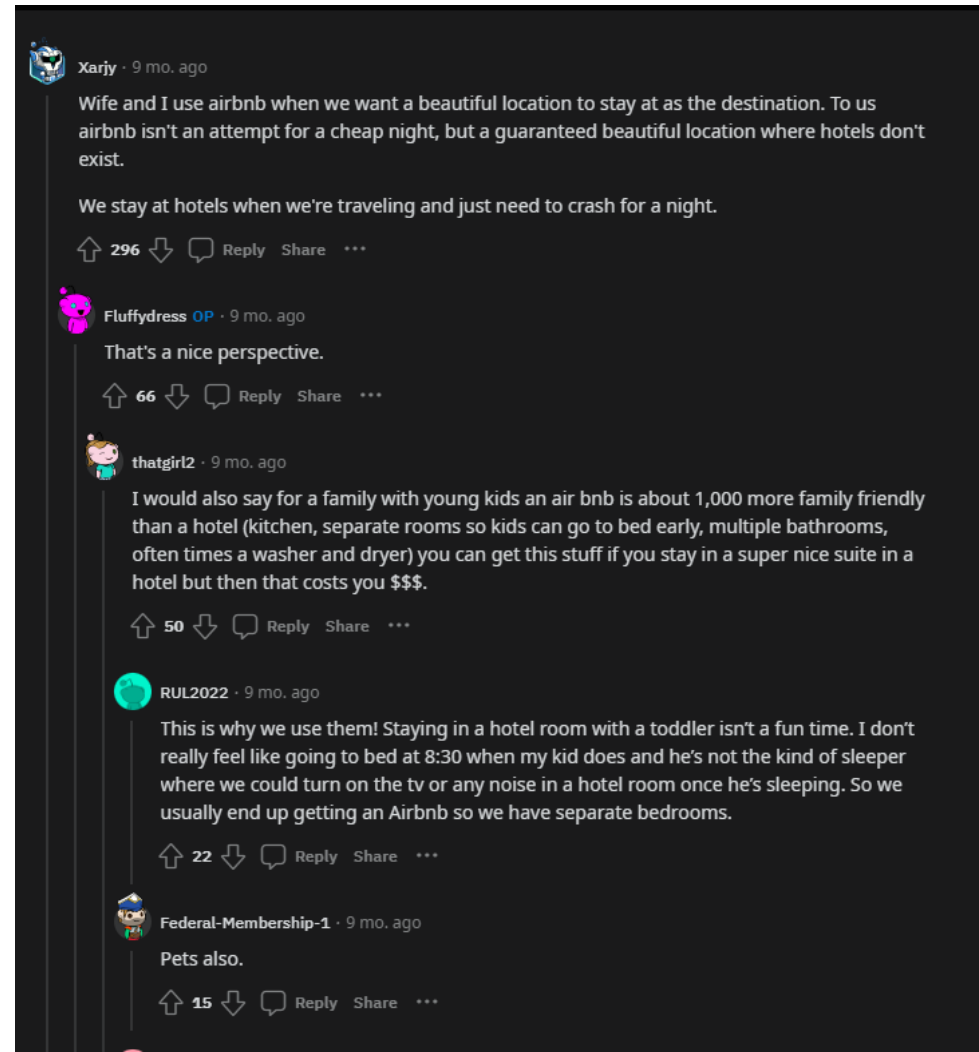 Xarjy · 9 mo. ago
Wife and I use airbnb when we want a beautiful location to stay at as the destination. To us
airbnb isn't an attempt for a cheap night, but a guaranteed beautiful location where hotels don't
exist.
We stay at hotels when we're traveling and just need to crash for a night.
296 Reply Share ···
Fluffydress OP · 9 mo. ago
That's a nice perspective.
66 Reply Share ···
thatgirl2 · 9 mo. ago
I would also say for a family with young kids an air bnb is about 1,000 more family friendly
than a hotel (kitchen, separate rooms so kids can go to bed early, multiple bathrooms,
often times a washer and dryer) you can get this stuff if you stay in a super nice suite in a
hotel but then that costs you $$$.
50 Reply Share ···
RUL2022 · 9 mo. ago
This is why we use them! Staying in a hotel room with a toddler isn’t a fun time. I don’t
really feel like going to bed at 8:30 when my kid does and he’s not the kind of sleeper
where we could turn on the tv or any noise in a hotel room once he’s sleeping. So we
usually end up getting an Airbnb so we have separate bedrooms.
22 Reply Share ···
Federal-Membership-1 · 9 mo. ago
Pets also.
15 Reply Share ···